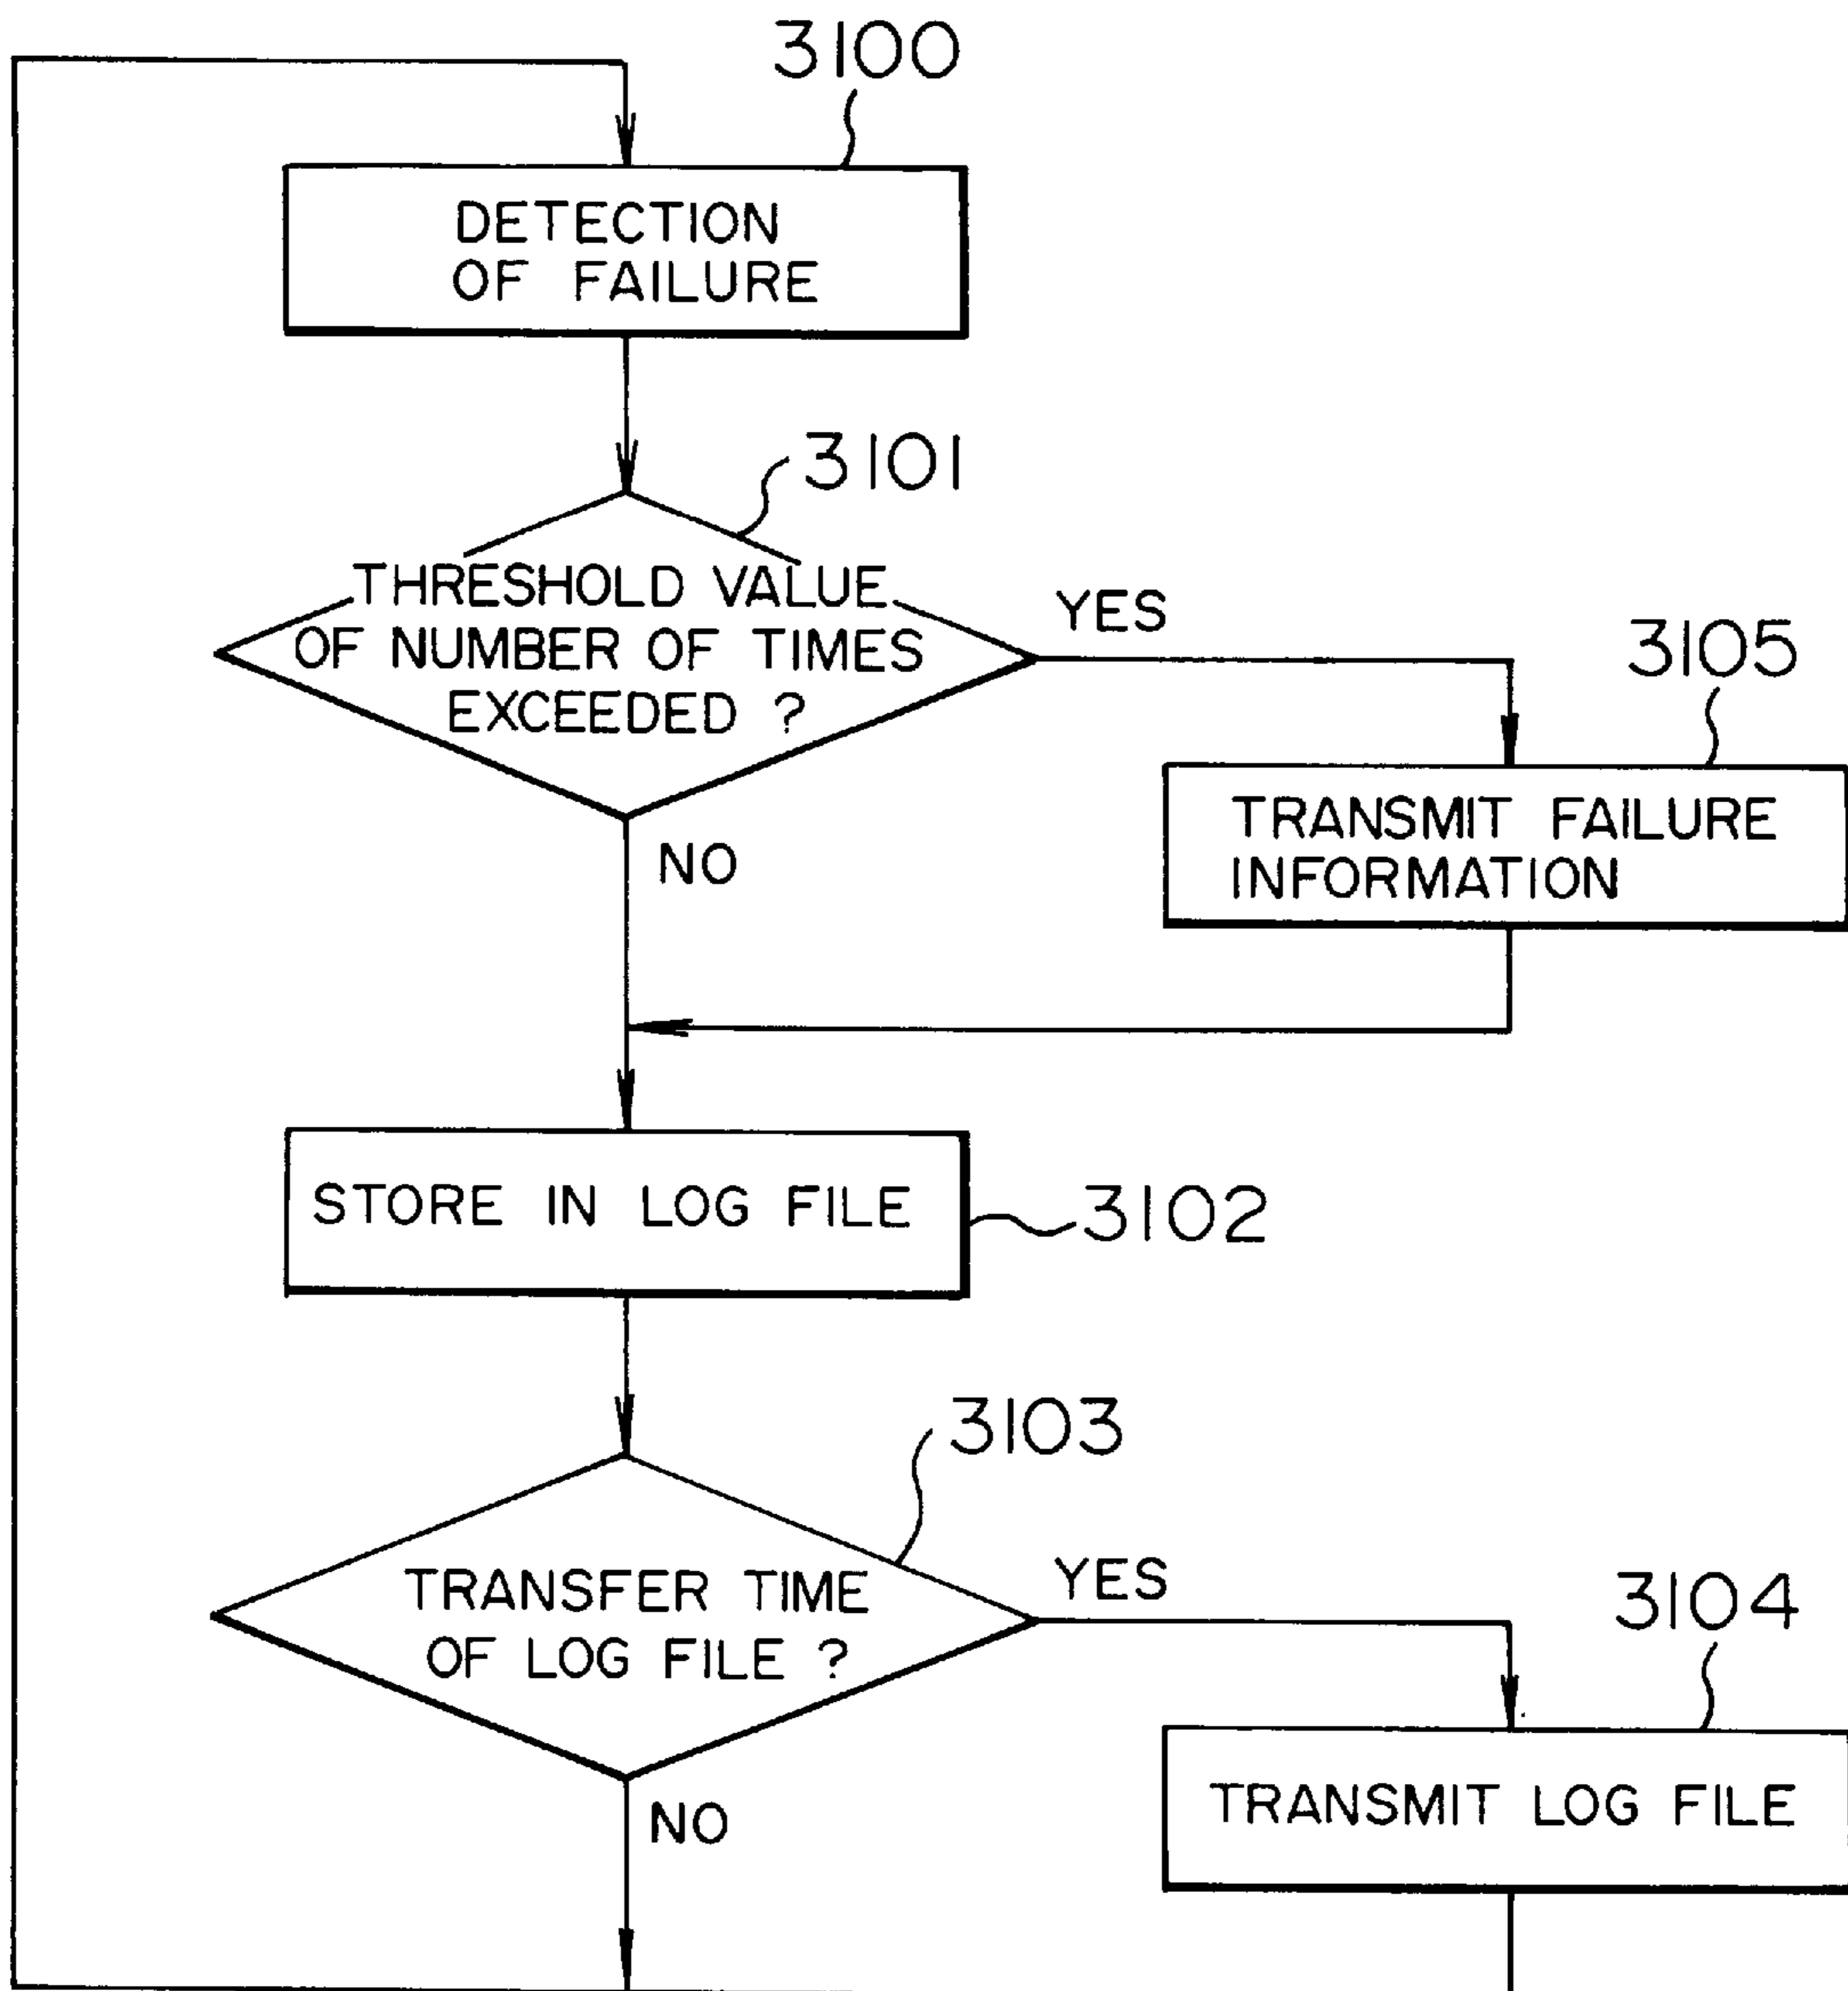 3100
DETECTION
OF FAILURE
3101
THRESHOLD VALUE
OF NUMBER OF TIMES
EXCEEDED ?
YES
3105
TRANSMIT FAILURE
INFORMATION
NO
STORE IN LOG FILE
3102
3103
TRANSFER TIME
OF LOG FILE ?
YES
3104
TRANSMIT LOG FILE
NO